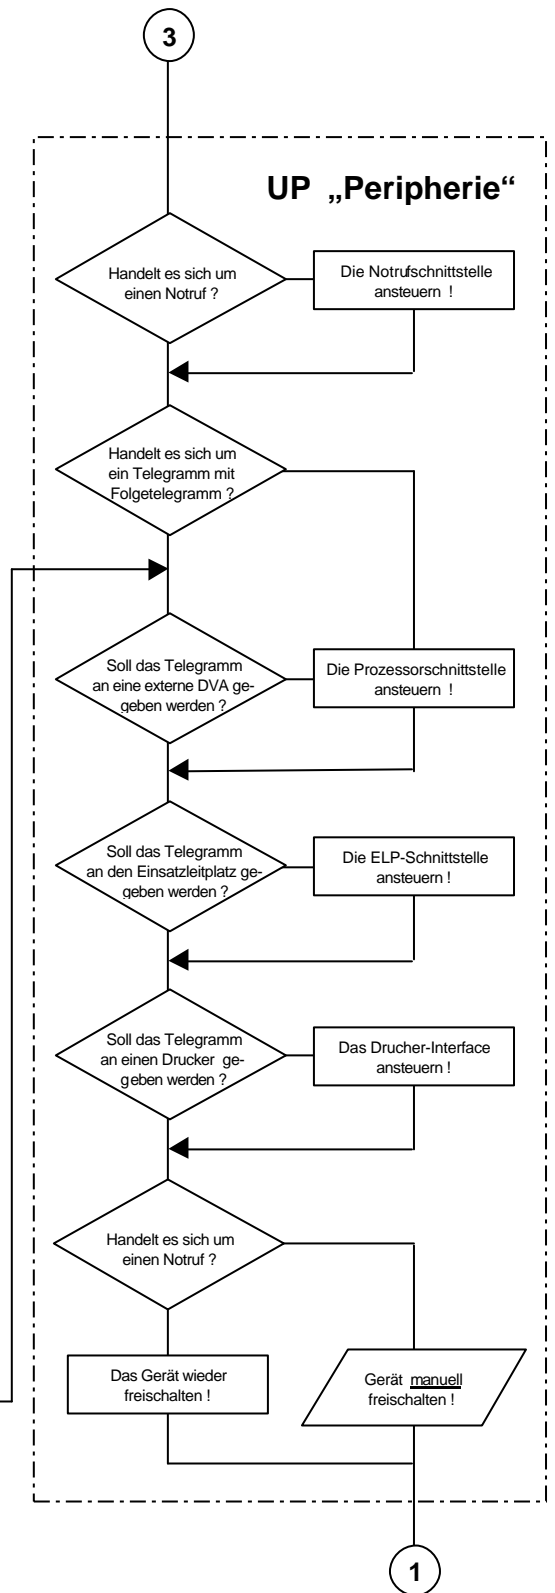 3
UP „Peripherie“
Handelt es sich um
einen Notruf ?
Die Notrufschnittstelle
ansteuern !
Handelt es sich um
ein Telegramm mit
Folgetelegramm ?
Soll das Telegramm
an eine externe DVA ge-
geben werden ?
Die Prozessorschnittstelle
ansteuern !
Soll das Telegramm
an den Einsatzleitplatz ge-
geben werden ?
Die ELP-Schnittstelle
ansteuern !
Soll das Telegramm
an einen Drucker ge-
geben werden ?
Das Drucher-Interface
ansteuern !
Handelt es sich um
einen Notruf ?
Das Gerät wieder
freischalten !
Gerät manuell
freischalten !
1